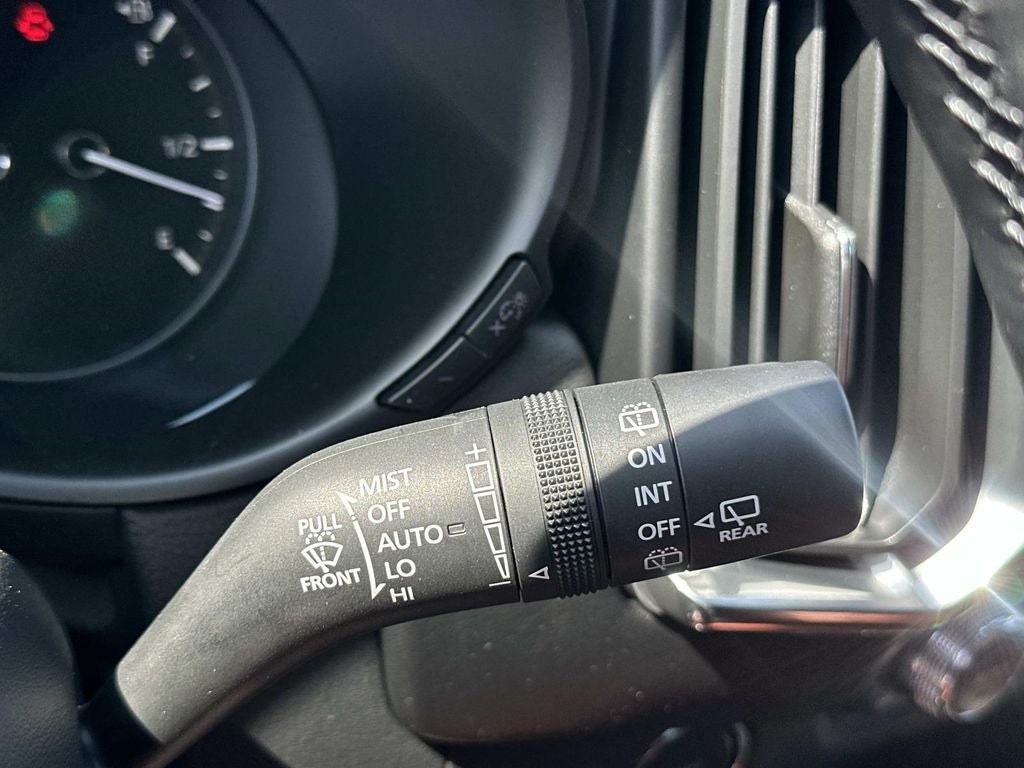 F
1/2
E
MIST
OFF
AUTO
LO
HI
PULL
FRONT
+
−
ON
INT
OFF
REAR